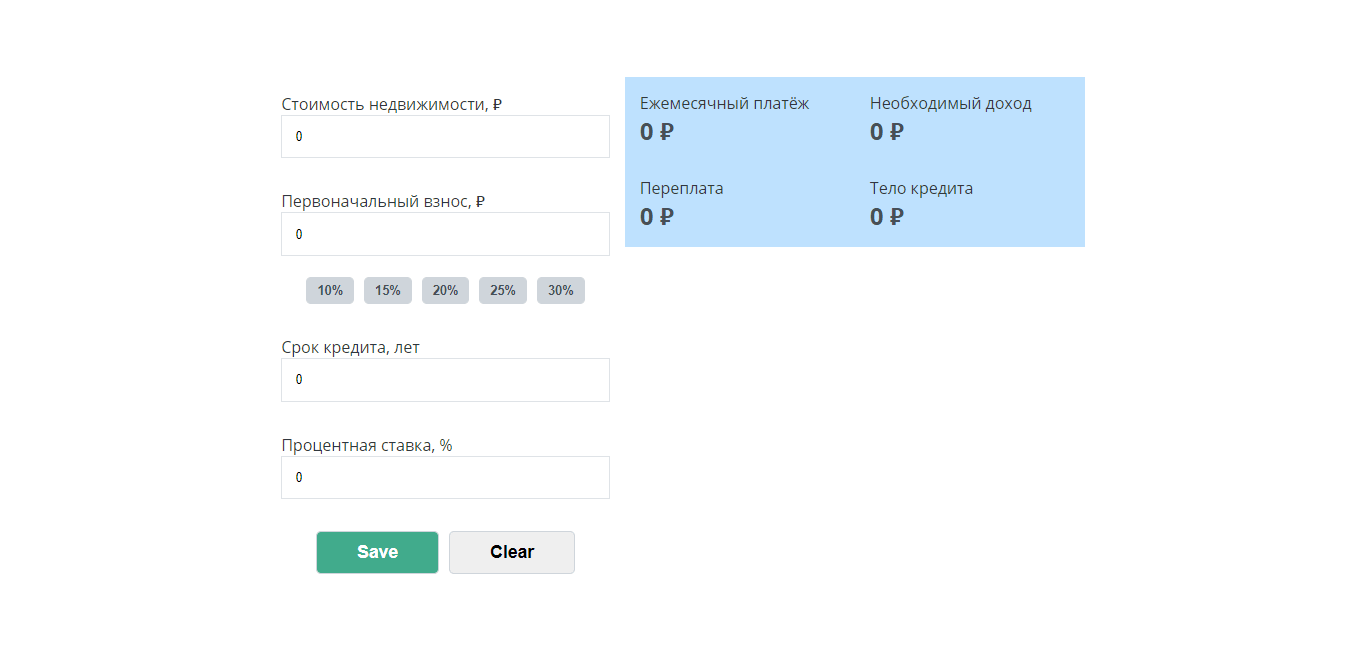 Стоимость недвижимости, ₽
0
Первоначальный взнос, ₽
0
10% 15% 20% 25% 30%
Срок кредита, лет
0
Процентная ставка, %
0
Save Clear
Ежемесячный платёж Необходимый доход
0 ₽ 0 ₽
Переплата Тело кредита
0 ₽ 0 ₽